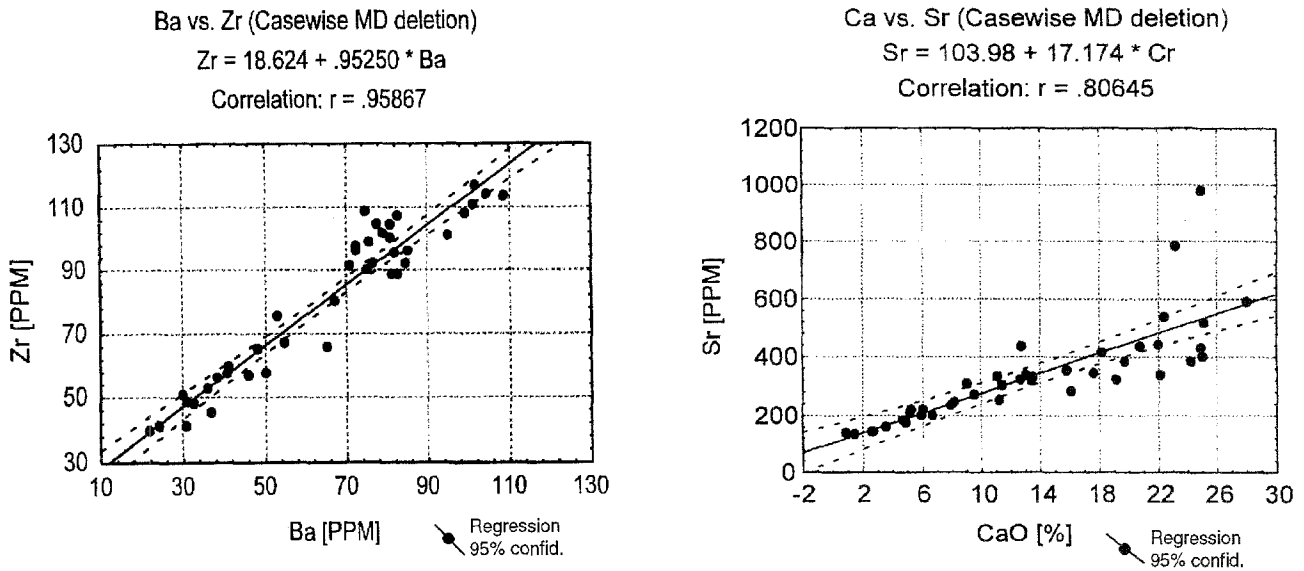 Ba vs. Zr (Casewise MD deletion)
Zr = 18.624 + .95250 * Ba
Correlation: r = .95867
130
110
90
70
50
30
Zr [PPM]
10 30 50 70 90 110 130
Ba [PPM]
Regression
95% confid.
Ca vs. Sr (Casewise MD deletion)
Sr = 103.98 + 17.174 * Cr
Correlation: r = .80645
1200
1000
800
600
400
200
0
Sr [PPM]
-2 2 6 10 14 18 22 26 30
CaO [%]
Regression
95% confid.